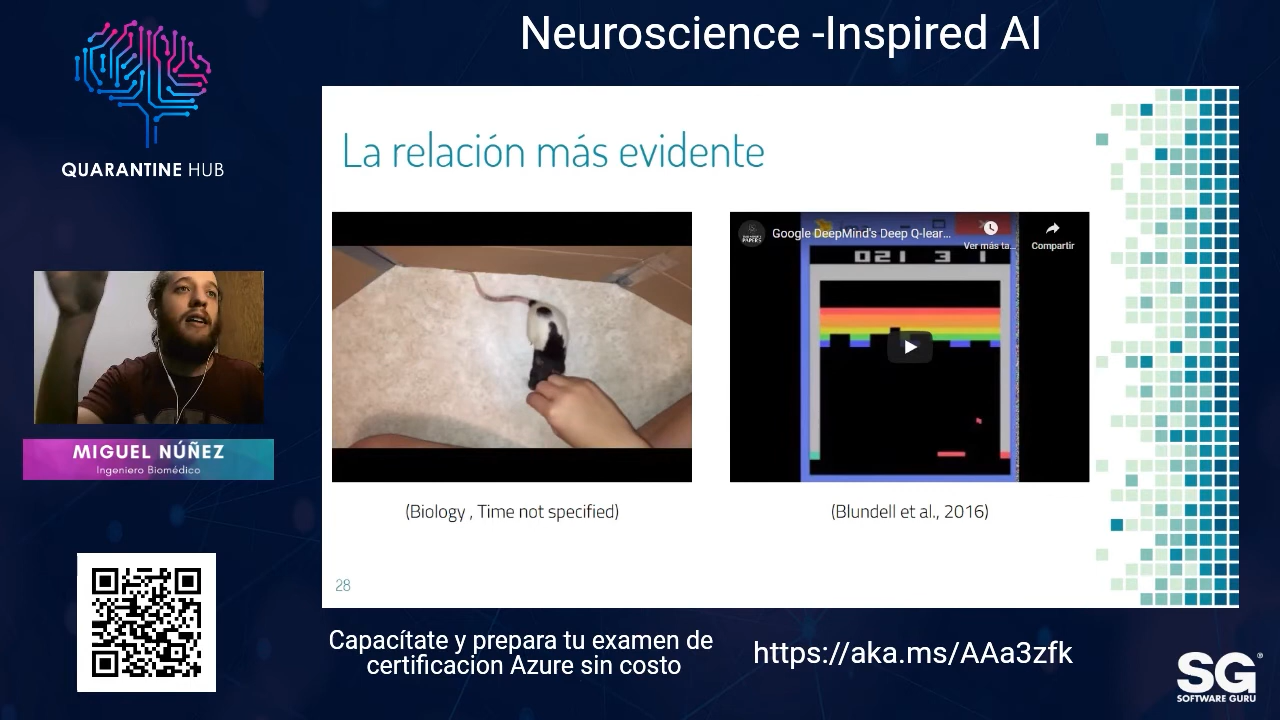 Neuroscience -Inspired AI
QUARANTINE HUB
La relación más evidente
Google DeepMind's Deep Q-lear...
Ver más ta...
Compartir
021 3 1
MIGUEL NÚÑEZ
Ingeniero Biomédico
(Biology , Time not specified)
(Blundell et al., 2016)
28
Capacítate y prepara tu examen de
certificacion Azure sin costo
https://aka.ms/AAa3zfk
SG
SOFTWARE GURU